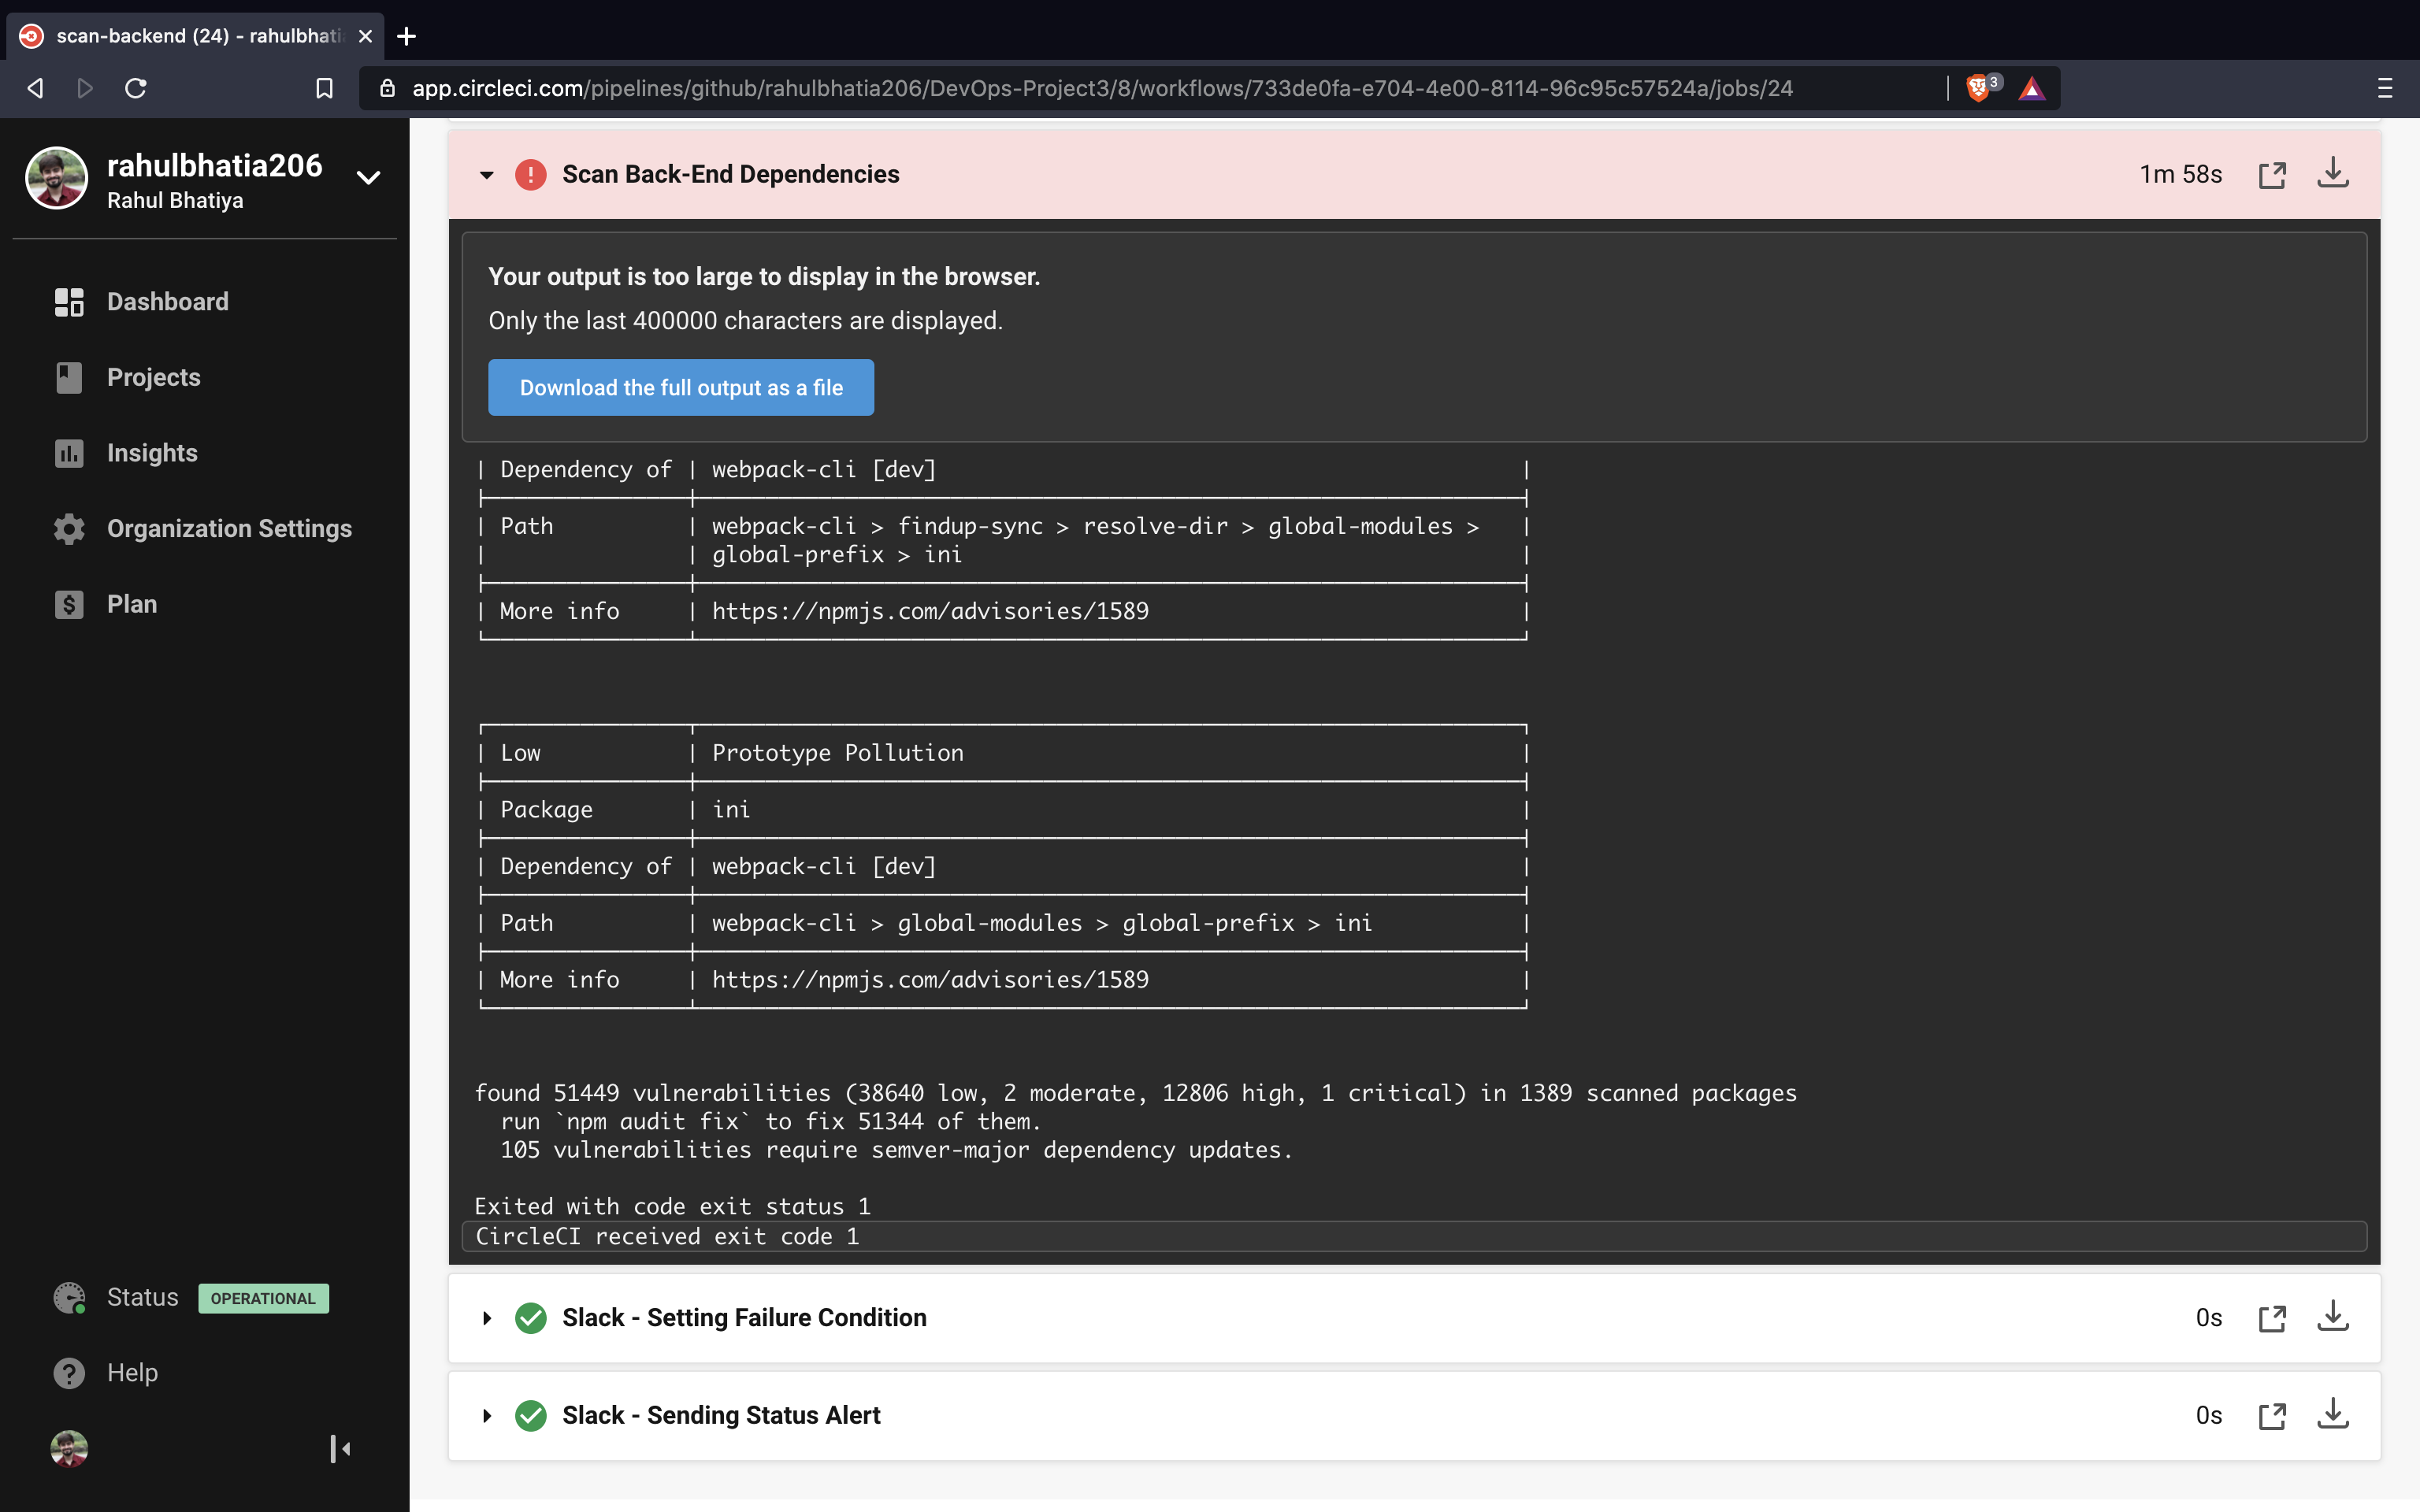 scan-backend (24) - rahulbhati
app.circleci.com/pipelines/github/rahulbhatia206/DevOps-Project3/8/workflows/733de0fa-e704-4e00-8114-96c95c57524a/jobs/24
3
rahulbhatia206
Rahul Bhatiya
Dashboard
Projects
Insights
Organization Settings
Plan
Status OPERATIONAL
Help
Scan Back-End Dependencies 1m 58s
Your output is too large to display in the browser.
Only the last 400000 characters are displayed.
Download the full output as a file
| Dependency of | webpack-cli [dev] |
| Path | webpack-cli > findup-sync > resolve-dir > global-modules > |
| | global-prefix > ini |
| More info | https://npmjs.com/advisories/1589 |
| Low | Prototype Pollution |
| Package | ini |
| Dependency of | webpack-cli [dev] |
| Path | webpack-cli > global-modules > global-prefix > ini |
| More info | https://npmjs.com/advisories/1589 |
found 51449 vulnerabilities (38640 low, 2 moderate, 12806 high, 1 critical) in 1389 scanned packages
run `npm audit fix` to fix 51344 of them.
105 vulnerabilities require semver-major dependency updates.
Exited with code exit status 1
CircleCI received exit code 1
Slack - Setting Failure Condition 0s
Slack - Sending Status Alert 0s